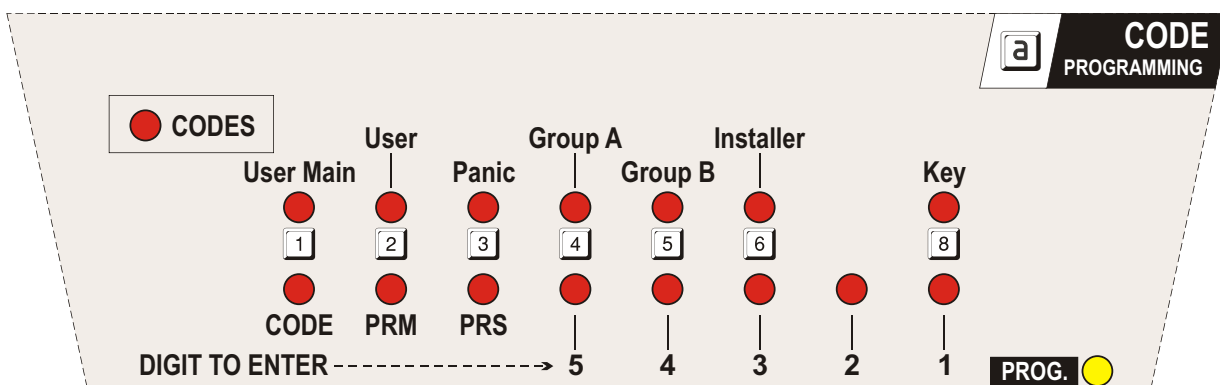 a
CODE
PROGRAMMING
CODES
User Group A Installer
User Main Panic Group B Key
1 2 3 4 5 6 8
CODE PRM PRS
DIGIT TO ENTER 5 4 3 2 1
PROG.